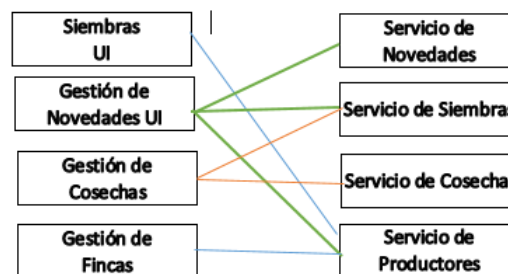 Siembras
UI
Gestión de
Novedades UI
Gestión de
Cosechas
Gestión de
Fincas
Servicio de
Novedades
Servicio de Siembras
Servicio de Cosecha
Servicio de
Productores